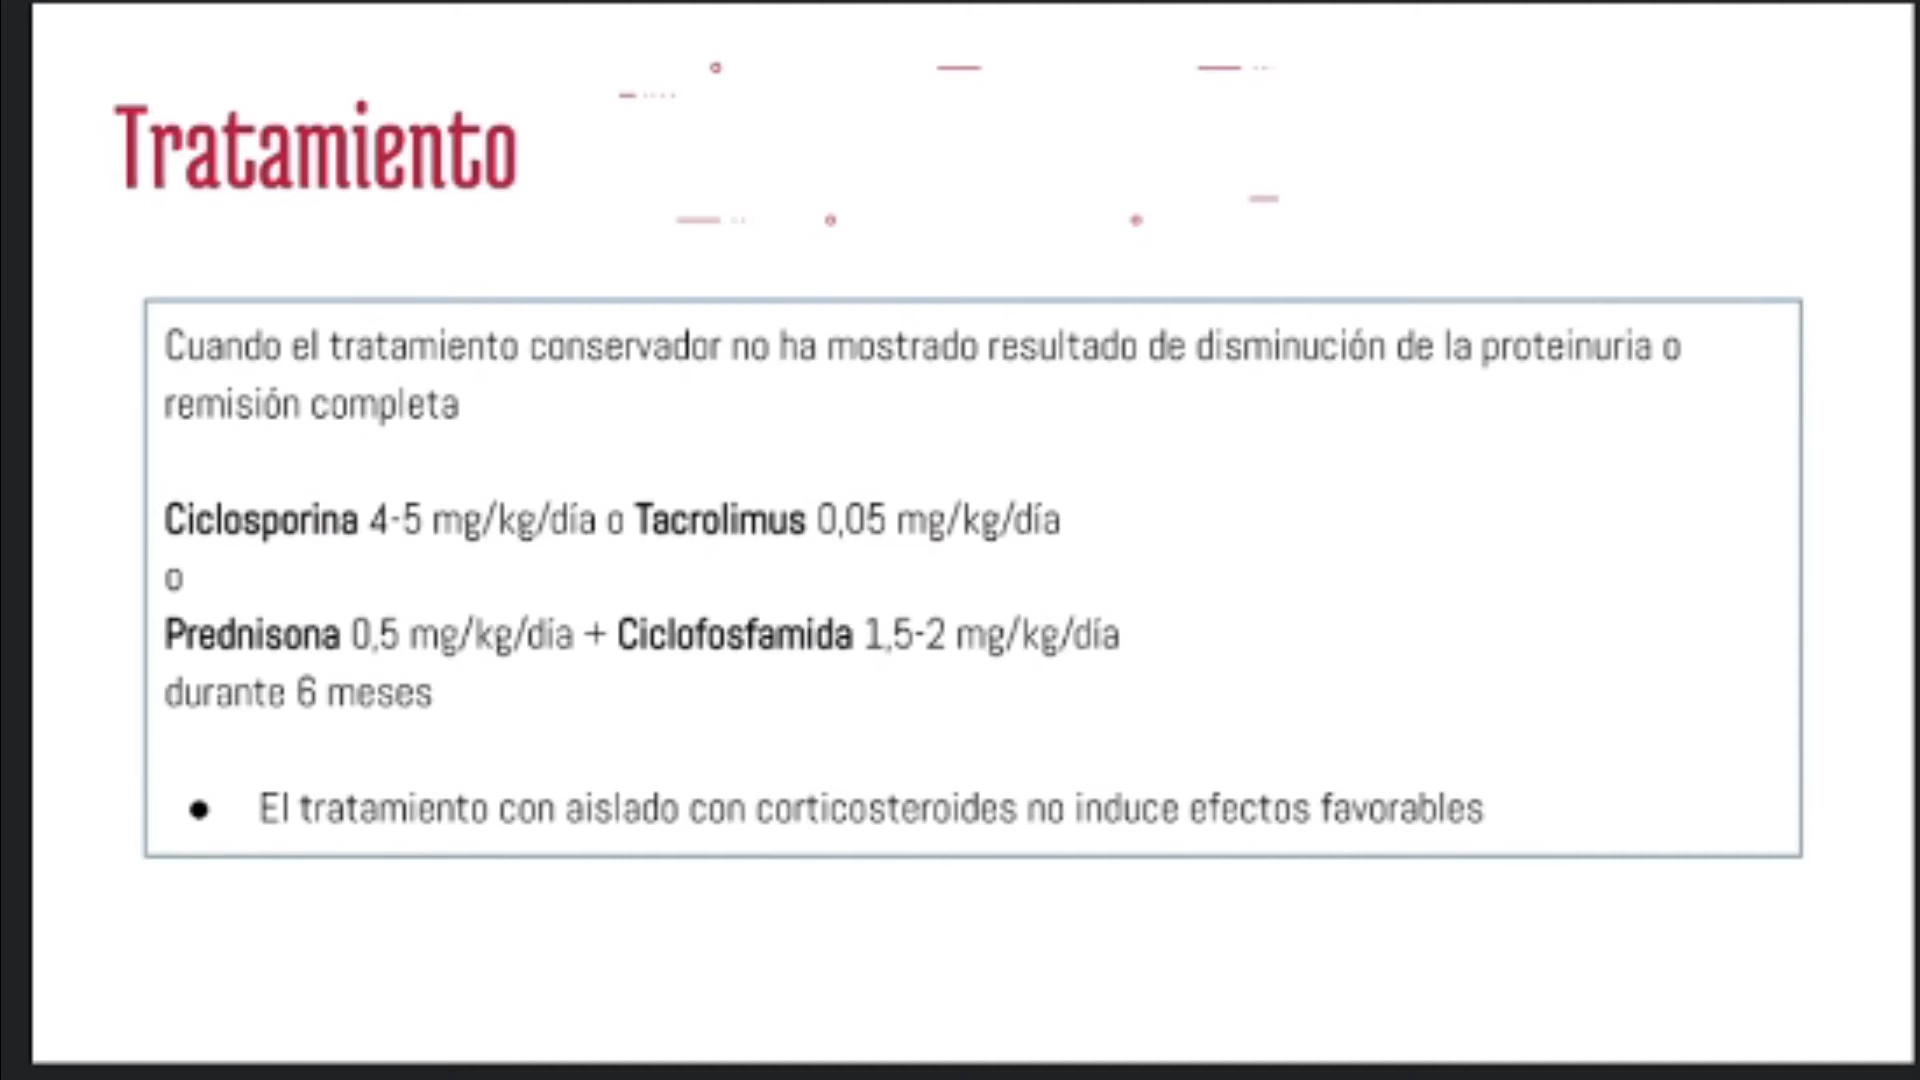 Tratamiento
Cuando el tratamiento conservador no ha mostrado resultado de disminución de la proteinuria o
remisión completa
Ciclosporina 4-5 mg/kg/día o Tacrolimus 0,05 mg/kg/día
o
Prednisona 0,5 mg/kg/día + Ciclofosfamida 1,5-2 mg/kg/día
durante 6 meses
● El tratamiento con aislado con corticosteroides no induce efectos favorables